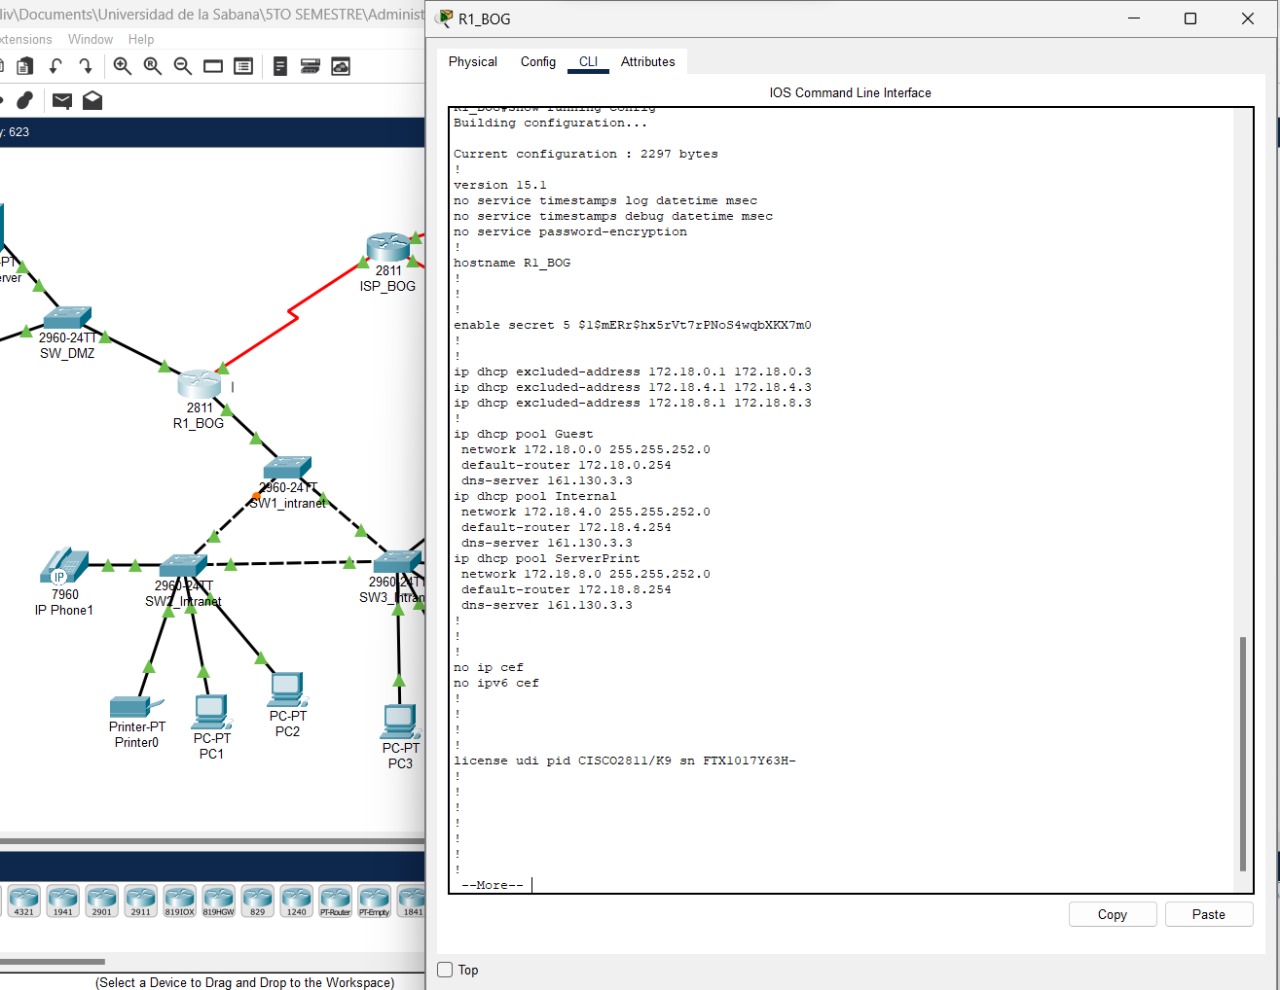 liv\Documents\Universidad de la Sabana\5TO SEMESTRE\Administ
xtensions Window Help
y: 623
2811
ISP_BOG
2960-24TT
SW_DMZ
2811
R1_BOG
2960-24TT
SW1_intranet
7960
IP Phone1
2960-24TT
SW2_Intranet
2960-24TT
SW3_Intran
Printer-PT
Printer0
PC-PT
PC1
PC-PT
PC2
PC-PT
PC3
4321 1941 2901 2911 819IOX 819HGW 829 1240 PT-Router PT-Empty 1841
(Select a Device to Drag and Drop to the Workspace)
R1_BOG
Physical Config CLI Attributes
IOS Command Line Interface
R1_BOG#Show running-config
Building configuration...
Current configuration : 2297 bytes
!
version 15.1
no service timestamps log datetime msec
no service timestamps debug datetime msec
no service password-encryption
!
hostname R1_BOG
!
!
!
enable secret 5 $1$mERr$hx5rVt7rPNoS4wqbXKX7m0
!
!
ip dhcp excluded-address 172.18.0.1 172.18.0.3
ip dhcp excluded-address 172.18.4.1 172.18.4.3
ip dhcp excluded-address 172.18.8.1 172.18.8.3
!
ip dhcp pool Guest
network 172.18.0.0 255.255.252.0
default-router 172.18.0.254
dns-server 161.130.3.3
ip dhcp pool Internal
network 172.18.4.0 255.255.252.0
default-router 172.18.4.254
dns-server 161.130.3.3
ip dhcp pool ServerPrint
network 172.18.8.0 255.255.252.0
default-router 172.18.8.254
dns-server 161.130.3.3
!
!
!
no ip cef
no ipv6 cef
!
!
!
!
license udi pid CISCO2811/K9 sn FTX1017Y63H-
!
!
!
!
!
!
!
--More--
Copy Paste
Top